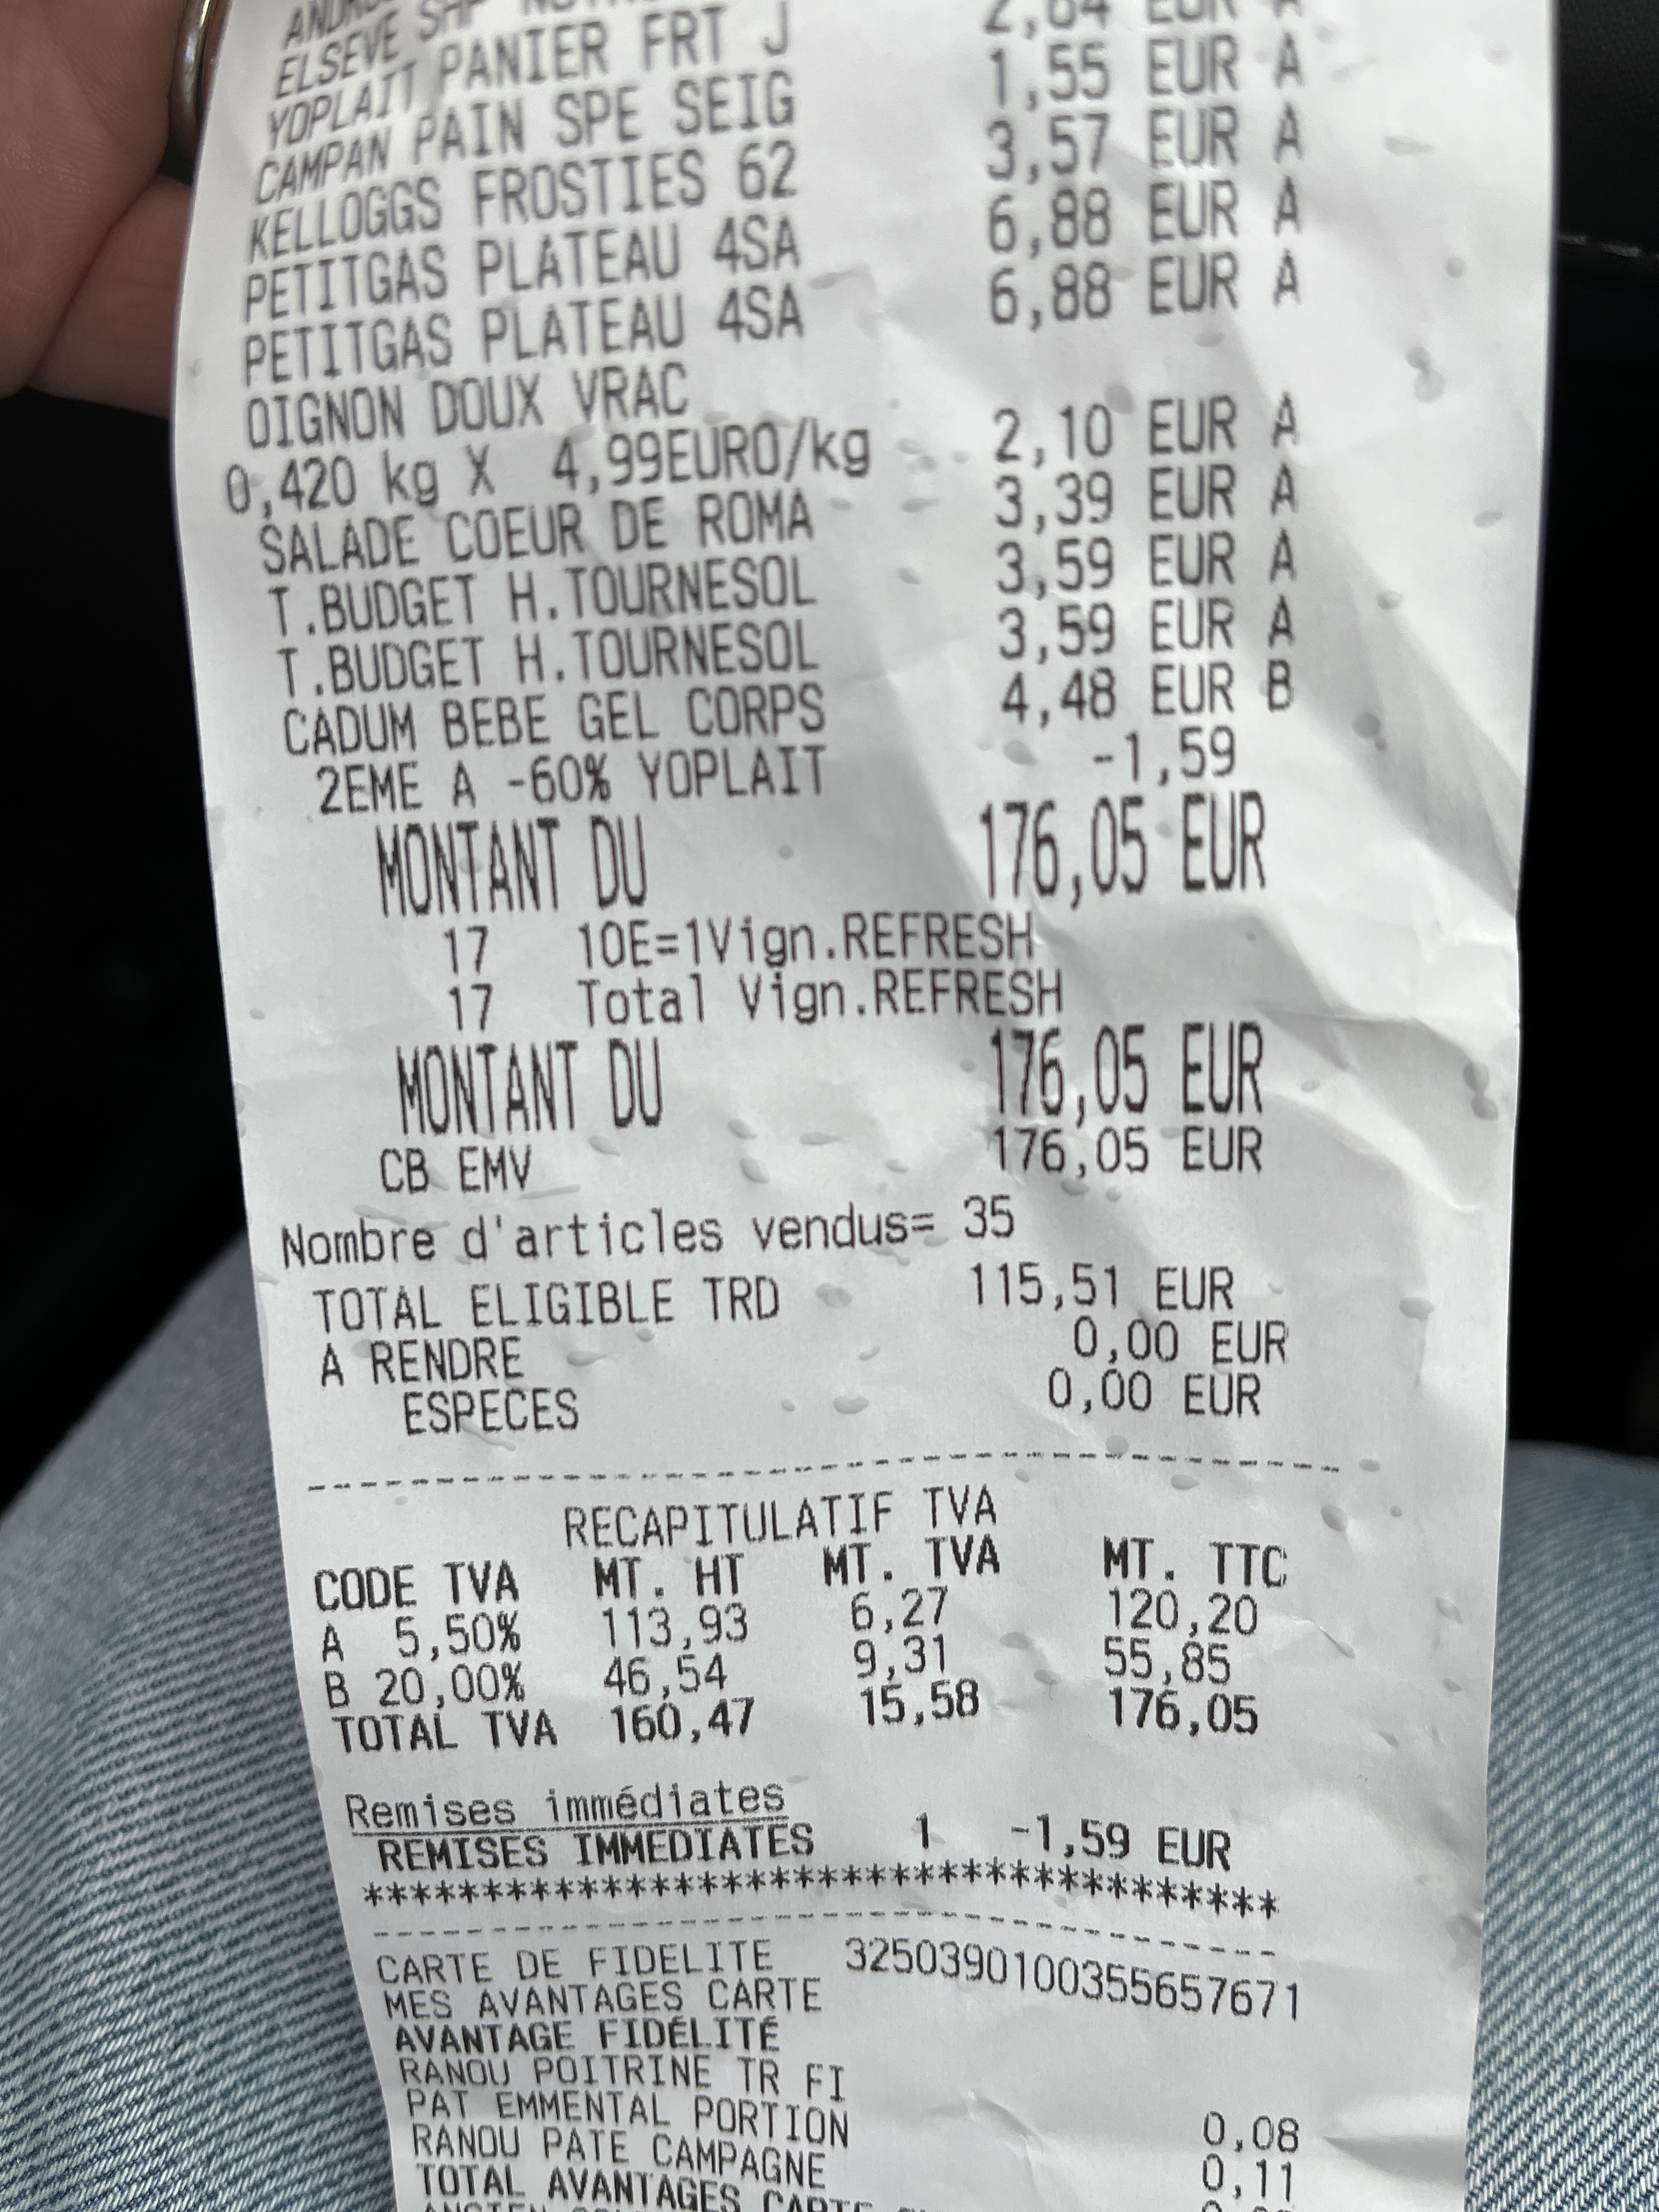 ELSEVE SHP
YOPLAIT PANIER FRT J 2,64 EUR A
CAMPAN PAIN SPE SEIG 1,55 EUR A
KELLOGGS FROSTIES 62 3,57 EUR A
PETITGAS PLATEAU 4SA 6,88 EUR A
PETITGAS PLATEAU 4SA 6,88 EUR A
OIGNON DOUX VRAC
0,420 kg X 4,99EURO/kg 2,10 EUR A
SALADE COEUR DE ROMA 3,39 EUR A
T.BUDGET H.TOURNESOL 3,59 EUR A
T.BUDGET H.TOURNESOL 3,59 EUR A
CADUM BEBE GEL CORPS 4,48 EUR B
2EME A -60% YOPLAIT -1,59
MONTANT DU 176,05 EUR
17 10E=1Vign.REFRESH
17 Total Vign.REFRESH
MONTANT DU 176,05 EUR
CB EMV 176,05 EUR
Nombre d'articles vendus= 35
TOTAL ELIGIBLE TRD 115,51 EUR
A RENDRE 0,00 EUR
ESPECES 0,00 EUR
RECAPITULATIF TVA
CODE TVA MT. HT MT. TVA MT. TTC
A 5,50% 113,93 6,27 120,20
B 20,00% 46,54 9,31 55,85
TOTAL TVA 160,47 15,58 176,05
Remises immédiates
REMISES IMMEDIATES 1 -1,59 EUR
**************************************
CARTE DE FIDELITE 3250390100355657671
MES AVANTAGES CARTE
AVANTAGE FIDÉLITÉ
RANOU POITRINE TR FI 0,08
PAT EMMENTAL PORTION 0,11
RANOU PATE CAMPAGNE
TOTAL AVANTAGES CARTE